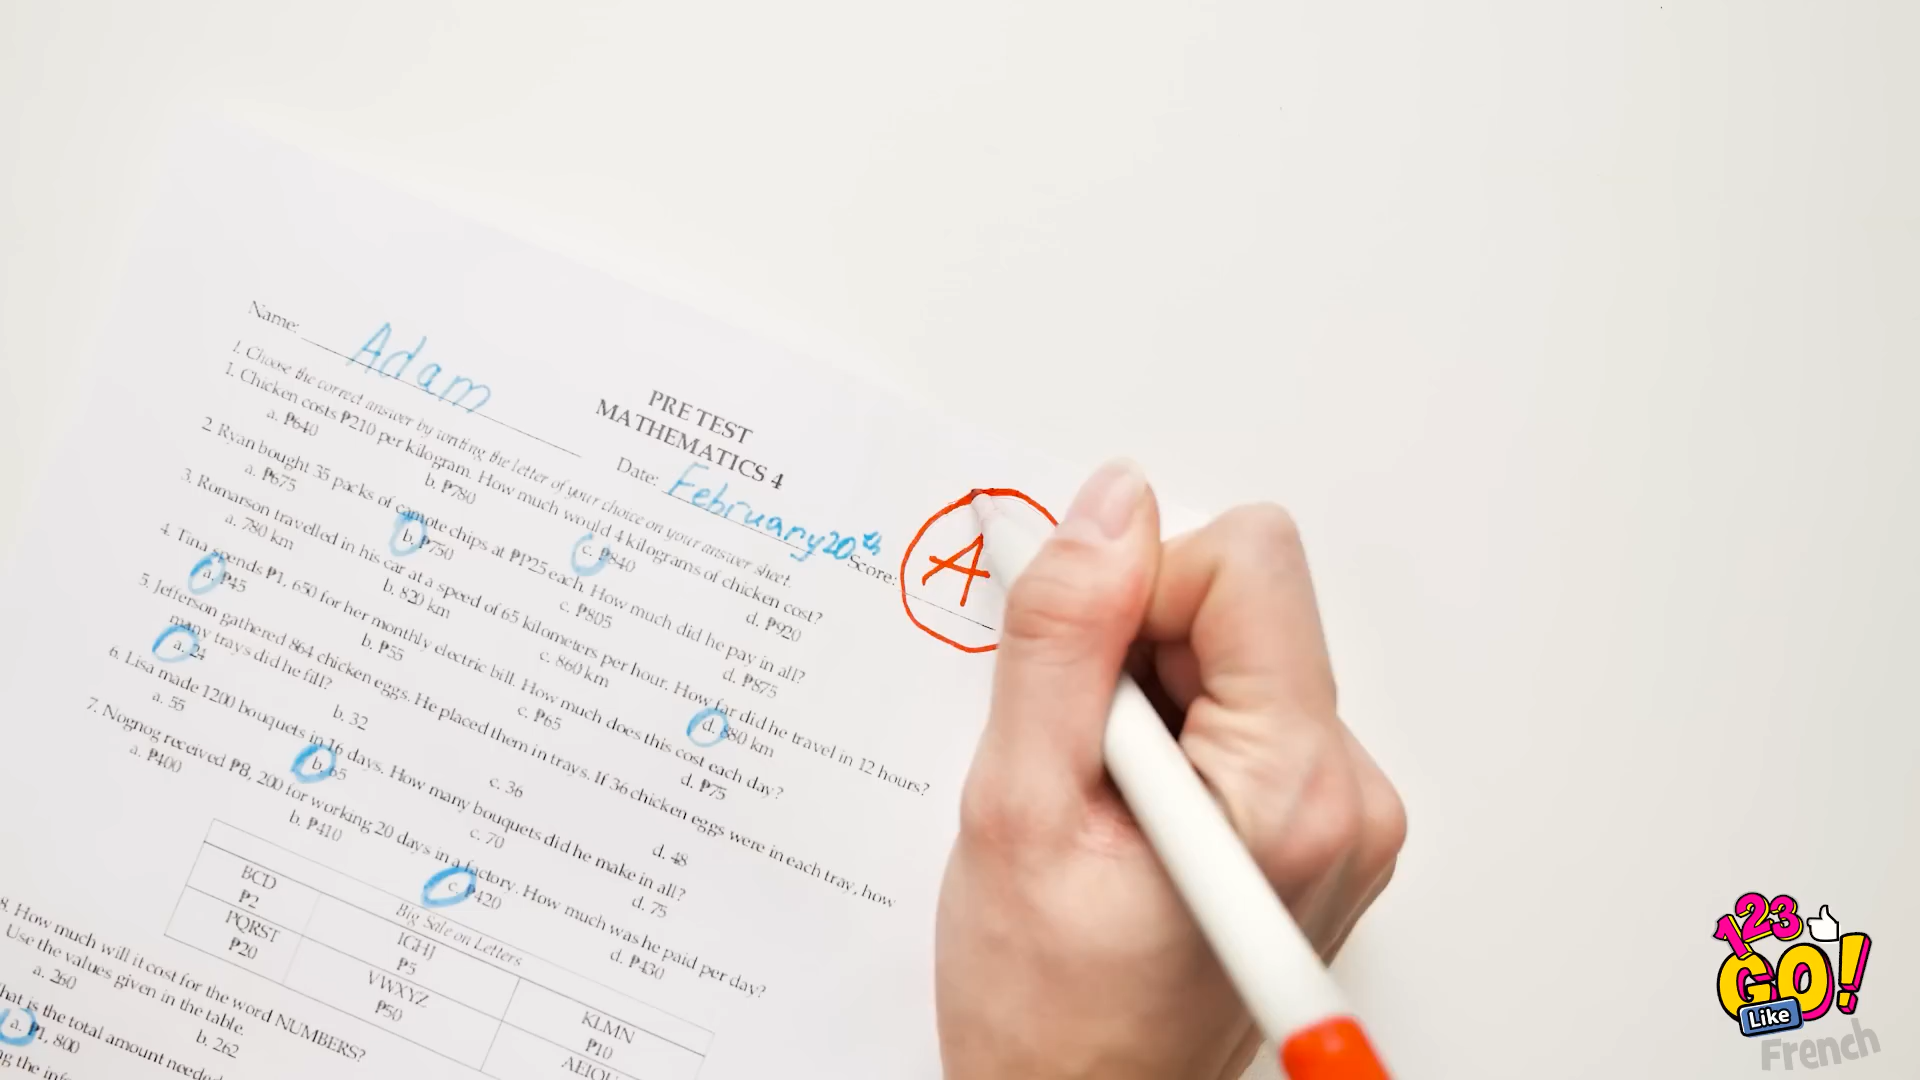 Name: Adam
PRE TEST
MATHEMATICS 4
Date: February 20th
Score: A
I. Choose the correct answer by writing the letter of your choice on your answer sheet.
1. Chicken costs ₱210 per kilogram. How much would 4 kilograms of chicken cost?
a. ₱640 b. ₱780 c. ₱840 d. ₱920
2 Ryan bought 35 packs of camote chips at ₱P25 each. How much did he pay in all?
a. ₱675 b. ₱750 c. ₱805 d. ₱875
3. Romarson travelled in his car at a speed of 65 kilometers per hour. How far did he travel in 12 hours?
a. 780 km b. 820 km c. 860 km d. 880 km
4. Tina spends ₱1, 650 for her monthly electric bill. How much does this cost each day?
a. ₱45 b. ₱55 c. ₱65 d. ₱75
5. Jefferson gathered 864 chicken eggs. He placed them in trays. If 36 chicken eggs were in each tray, how
many trays did he fill?
a. 24 b. 32 c. 36 d. 48
6. Lisa made 1200 bouquets in 16 days. How many bouquets did he make in all?
a. 55 b. 65 c. 70 d. 75
7. Nognog received ₱8, 200 for working 20 days in a factory. How much was he paid per day?
a. ₱400 b. ₱410 c. ₱420 d. ₱430
Big Sale on Letters
BCD ₱2 IGHJ ₱5 KLMN ₱10
PQRST ₱20 VWXYZ ₱50 AEIOU
8. How much will it cost for the word NUMBERS?
Use the values given in the table.
a. 260 b. 262
is the total amount
a. ₱1, 800
123 GO!
Like
French